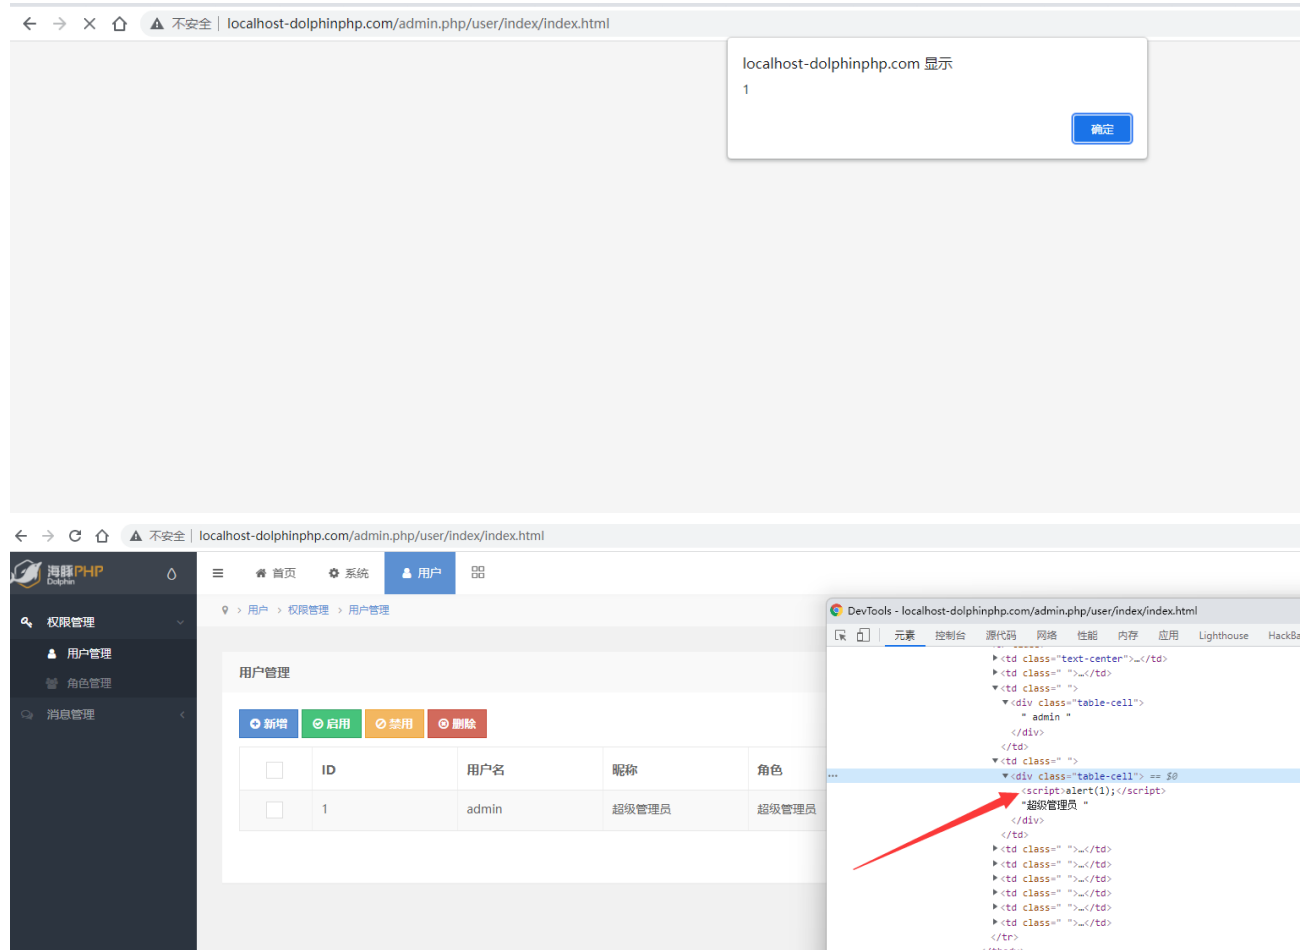 不安全 | localhost-dolphinphp.com/admin.php/user/index/index.html
localhost-dolphinphp.com 显示
1
确定
不安全 | localhost-dolphinphp.com/admin.php/user/index/index.html
海豚PHP
Dolphin
首页 系统 用户
> 用户 > 权限管理 > 用户管理
权限管理
用户管理
角色管理
消息管理
用户管理
新增 启用 禁用 删除
ID 用户名 昵称 角色
1 admin 超级管理员 超级管理员
DevTools - localhost-dolphinphp.com/admin.php/user/index/index.html
元素 控制台 源代码 网络 性能 内存 应用 Lighthouse HackBa
<td class="text-center">…</td>
<td class=" ">…</td>
<td class=" ">
<div class="table-cell">
" admin "
</div>
</td>
<td class=" ">
<div class="table-cell"> == $0
<script>alert(1);</script>
"超级管理员 "
</div>
</td>
<td class=" ">…</td>
<td class=" ">…</td>
<td class=" ">…</td>
<td class=" ">…</td>
<td class=" ">…</td>
<td class=" ">…</td>
</tr>